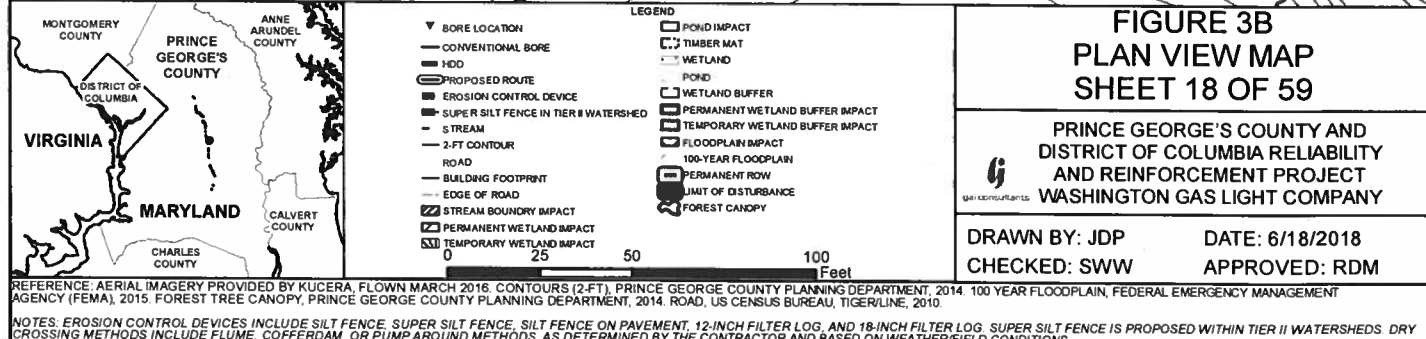 MONTGOMERY
COUNTY
ANNE
ARUNDEL
COUNTY
PRINCE
GEORGE'S
COUNTY
DISTRICT OF
COLUMBIA
VIRGINIA
MARYLAND
CALVERT
COUNTY
CHARLES
COUNTY
LEGEND
BORE LOCATION
CONVENTIONAL BORE
HDD
PROPOSED ROUTE
EROSION CONTROL DEVICE
SUPER SILT FENCE IN TIER II WATERSHED
STREAM
2-FT CONTOUR
ROAD
BUILDING FOOTPRINT
EDGE OF ROAD
STREAM BOUNDRY IMPACT
PERMANENT WETLAND IMPACT
TEMPORARY WETLAND IMPACT
POND IMPACT
TIMBER MAT
WETLAND
POND
WETLAND BUFFER
PERMANENT WETLAND BUFFER IMPACT
TEMPORARY WETLAND BUFFER IMPACT
FLOODPLAIN IMPACT
100-YEAR FLOODPLAIN
PERMANENT ROW
LIMIT OF DISTURBANCE
FOREST CANOPY
0 25 50 100
Feet
FIGURE 3B
PLAN VIEW MAP
SHEET 18 OF 59
gai consultants
PRINCE GEORGE'S COUNTY AND
DISTRICT OF COLUMBIA RELIABILITY
AND REINFORCEMENT PROJECT
WASHINGTON GAS LIGHT COMPANY
DRAWN BY: JDP DATE: 6/18/2018
CHECKED: SWW APPROVED: RDM
REFERENCE: AERIAL IMAGERY PROVIDED BY KUCERA, FLOWN MARCH 2016. CONTOURS (2-FT), PRINCE GEORGE COUNTY PLANNING DEPARTMENT, 2014. 100 YEAR FLOODPLAIN, FEDERAL EMERGENCY MANAGEMENT
AGENCY (FEMA), 2015. FOREST TREE CANOPY, PRINCE GEORGE COUNTY PLANNING DEPARTMENT, 2014. ROAD, US CENSUS BUREAU, TIGER/LINE, 2010.
NOTES: EROSION CONTROL DEVICES INCLUDE SILT FENCE, SUPER SILT FENCE, SILT FENCE ON PAVEMENT, 12-INCH FILTER LOG, AND 18-INCH FILTER LOG. SUPER SILT FENCE IS PROPOSED WITHIN TIER II WATERSHEDS. DRY
CROSSING METHODS INCLUDE FLUME, COFFERDAM, OR PUMP AROUND METHODS, AS DETERMINED BY THE CONTRACTOR AND BASED ON WEATHER/FIELD CONDITIONS.